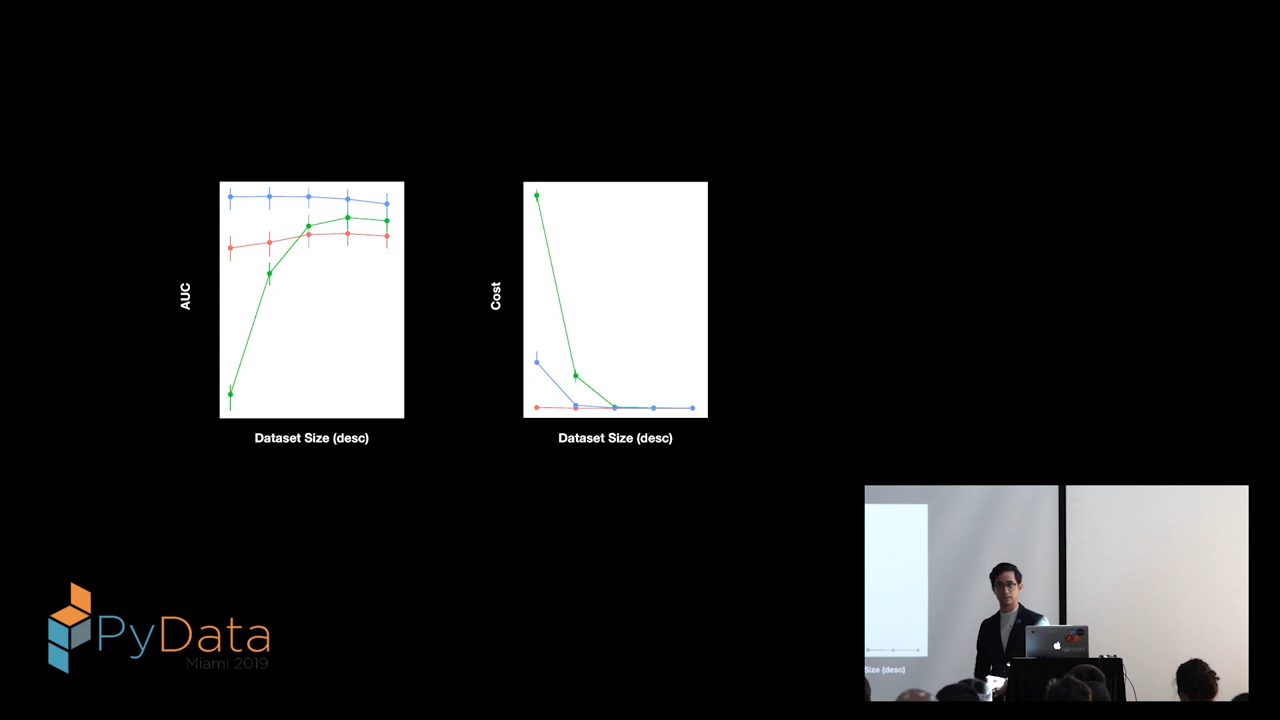 AUC
Dataset Size (desc)
Cost
Dataset Size (desc)
PyData
Miami 2019
Size (desc)